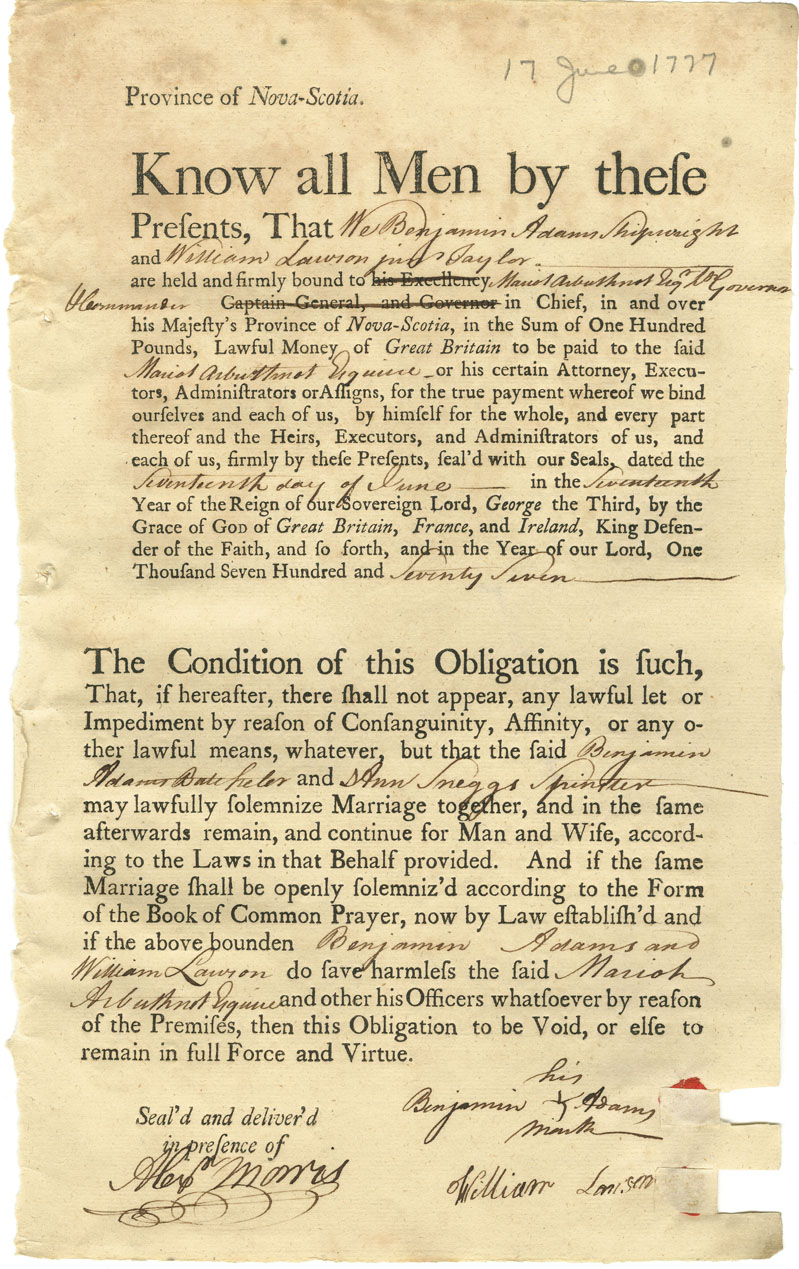 17 June 1777
Province of Nova-Scotia.
Know all Men by theſe
Preſents, That We Benjamin Adams Shipwright
and William Lawson junr Taylor
are held and firmly bound to his Excellency Mariot Arbuthnot Esqr Lt Governor
& Commander Captain-General, and Governor in Chief, in and over
his Majeſty's Province of Nova-Scotia, in the Sum of One Hundred
Pounds, Lawful Money of Great Britain to be paid to the ſaid
Mariot Arbuthnot Esquire or his certain Attorney, Execu-
tors, Adminiſtrators or Aſſigns, for the true payment whereof we bind
ourſelves and each of us, by himſelf for the whole, and every part
thereof and the Heirs, Executors, and Adminiſtrators of us, and
each of us, firmly by theſe Preſents, ſeal'd with our Seals, dated the
Seventeenth day of June in the Seventeenth
Year of the Reign of our Sovereign Lord, George the Third, by the
Grace of God of Great Britain, France, and Ireland, King Defen-
der of the Faith, and ſo forth, and in the Year of our Lord, One
Thouſand Seven Hundred and Seventy Seven
The Condition of this Obligation is ſuch,
That, if hereafter, there ſhall not appear, any lawful let or
Impediment by reaſon of Conſanguinity, Affinity, or any o-
ther lawful means, whatever, but that the ſaid Benjamin
Adams Batchelor and Ann Sneggs Spinster
may lawfully ſolemnize Marriage together, and in the ſame
afterwards remain, and continue for Man and Wife, accord-
ing to the Laws in that Behalf provided. And if the ſame
Marriage ſhall be openly ſolemniz'd according to the Form
of the Book of Common Prayer, now by Law eſtabliſh'd and
if the above bounden Benjamin Adams and
William Lawson do ſave harmleſs the ſaid Mariot
Arbuthnot Esquire and other his Officers whatſoever by reaſon
of the Premiſes, then this Obligation to be Void, or elſe to
remain in full Force and Virtue.
his
Benjamin X Adams
mark
Seal'd and deliver'd
in preſence of
Alexr Morris
William Lawson